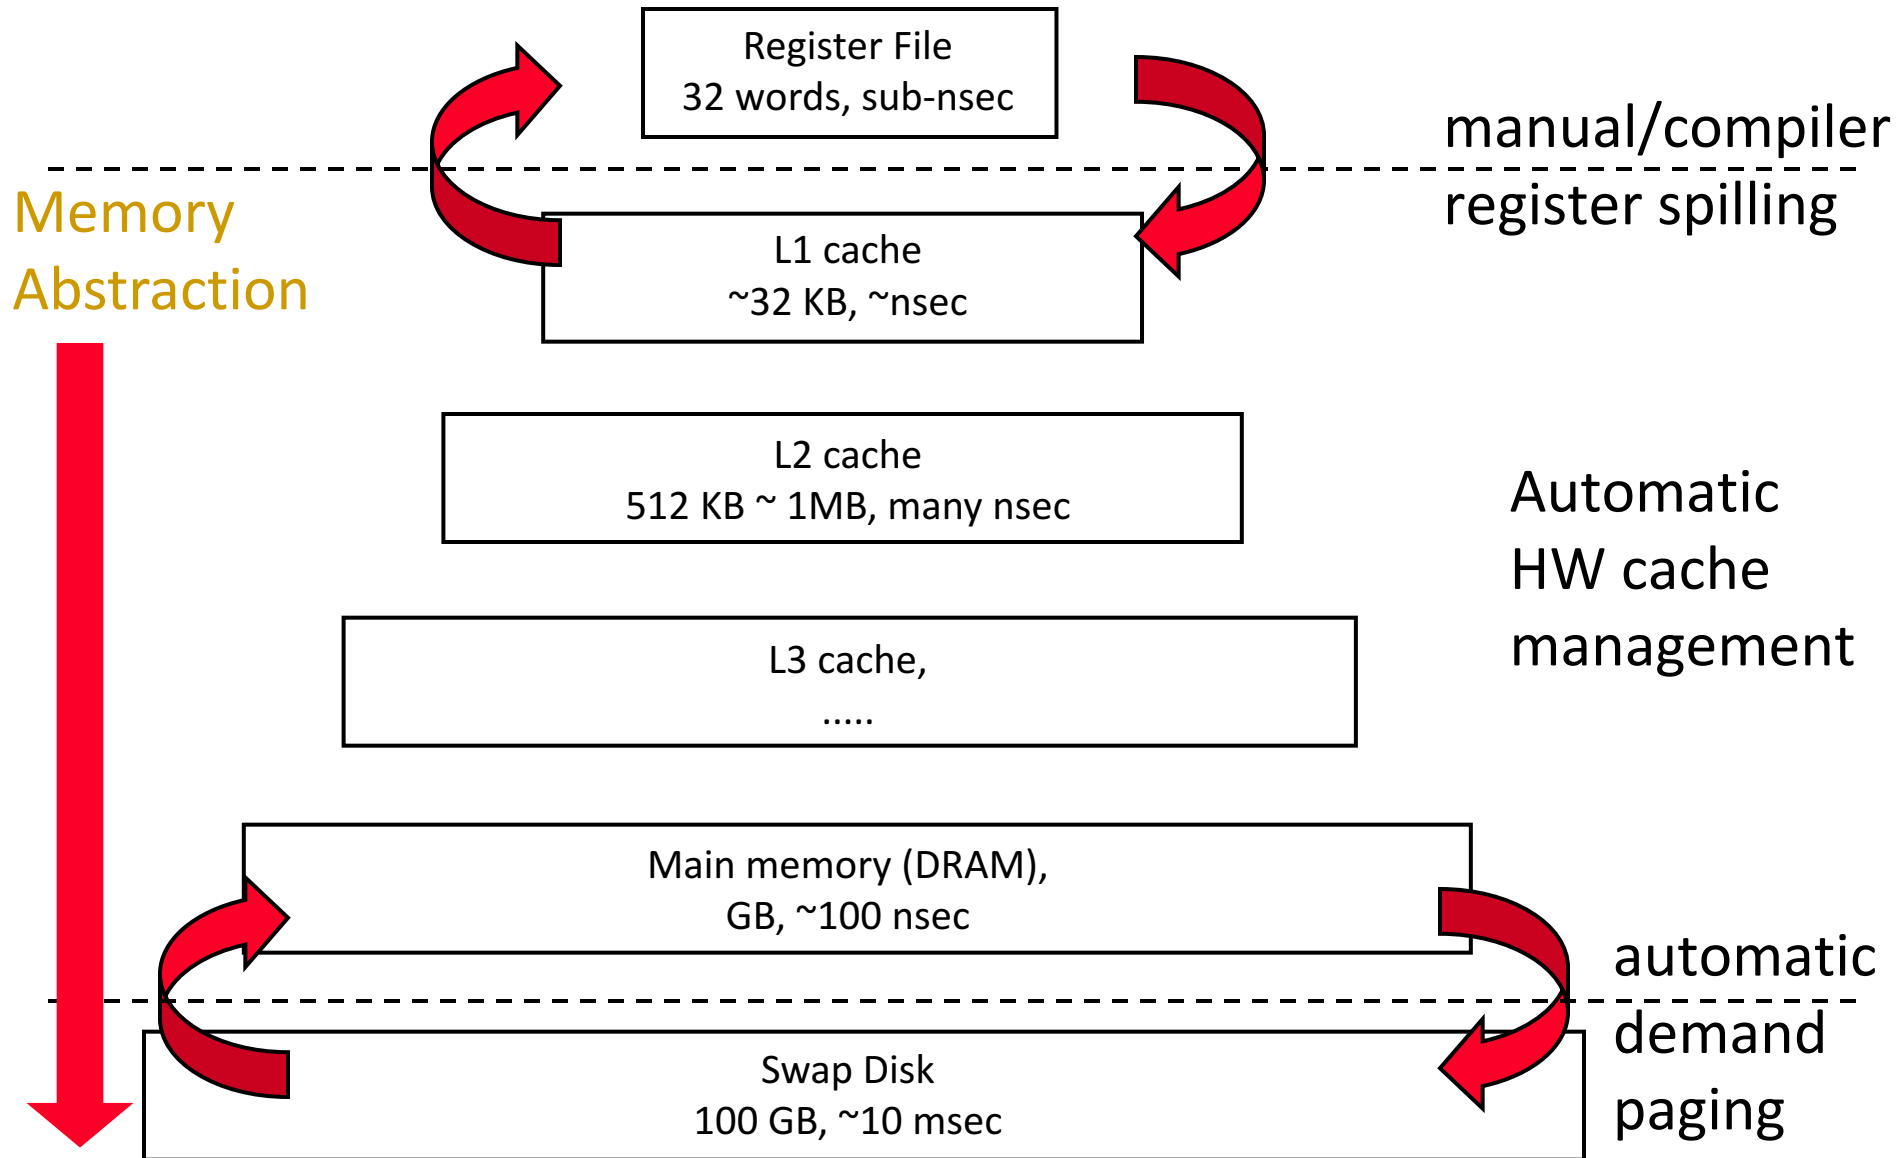 Register File
32 words, sub-nsec
manual/compiler
register spilling
Memory
Abstraction
L1 cache
~32 KB, ~nsec
L2 cache
512 KB ~ 1MB, many nsec
Automatic
HW cache
management
L3 cache,
.....
Main memory (DRAM),
GB, ~100 nsec
automatic
demand
paging
Swap Disk
100 GB, ~10 msec